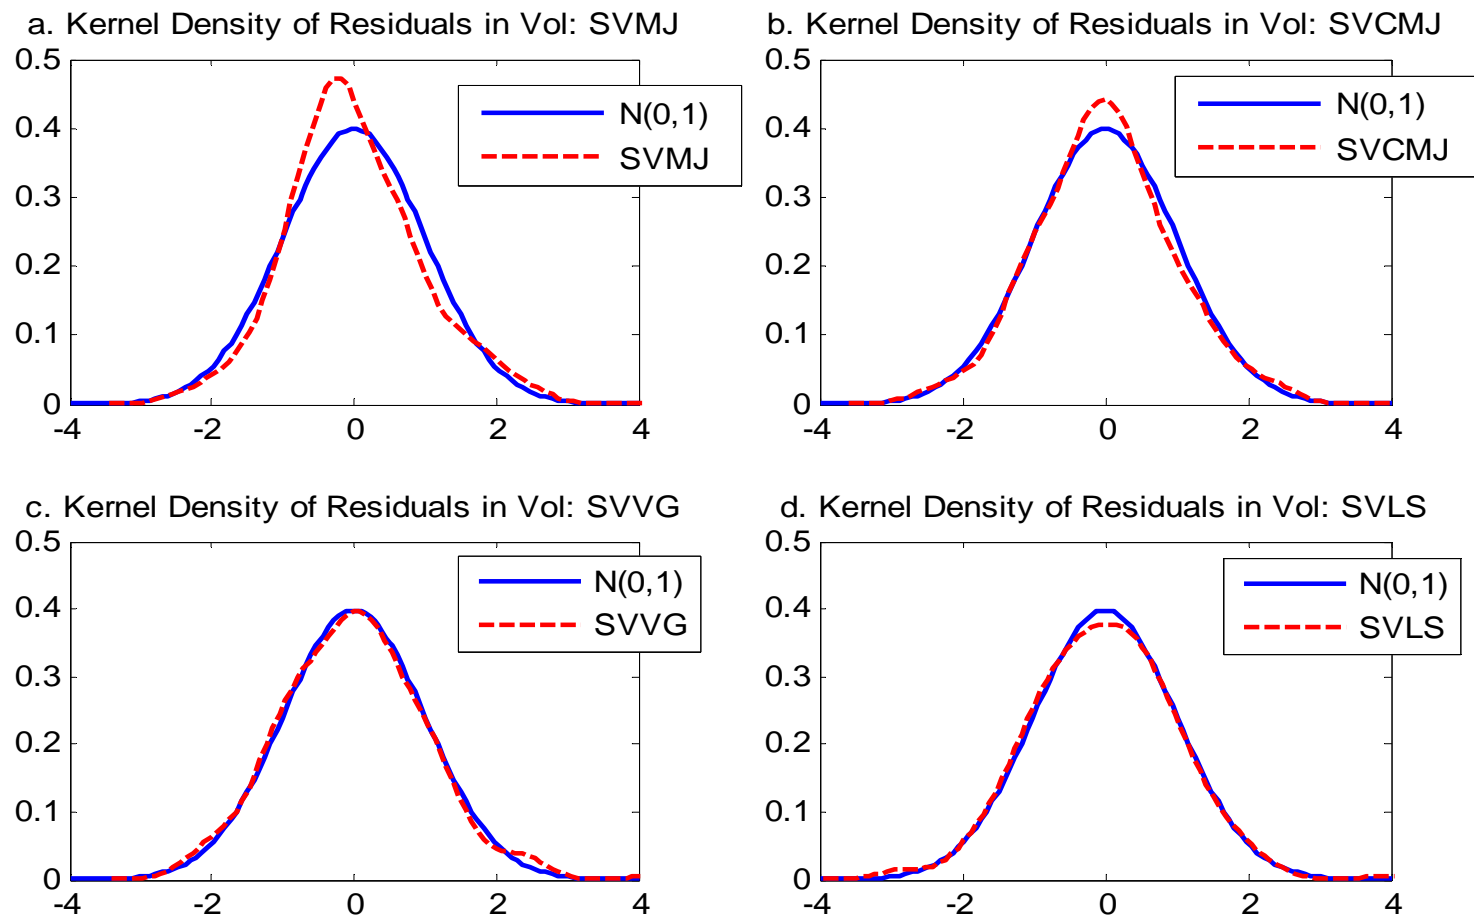 a. Kernel Density of Residuals in Vol: SVMJ
0.5
0.4
0.3
0.2
0.1
0
-4 -2 0 2 4
N(0,1)
SVMJ
b. Kernel Density of Residuals in Vol: SVCMJ
0.5
0.4
0.3
0.2
0.1
0
-4 -2 0 2 4
N(0,1)
SVCMJ
c. Kernel Density of Residuals in Vol: SVVG
0.5
0.4
0.3
0.2
0.1
0
-4 -2 0 2 4
N(0,1)
SVVG
d. Kernel Density of Residuals in Vol: SVLS
0.5
0.4
0.3
0.2
0.1
0
-4 -2 0 2 4
N(0,1)
SVLS